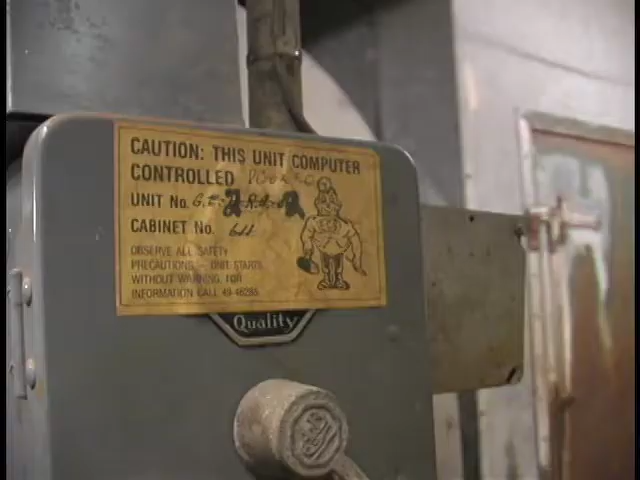 CAUTION: THIS UNIT COMPUTER
CONTROLLED
UNIT No.
CABINET No.
OBSERVE ALL SAFETY
PRECAUTIONS - UNIT STARTS
WITHOUT WARNING. FOR
INFORMATION CALL 49-46285
Quality